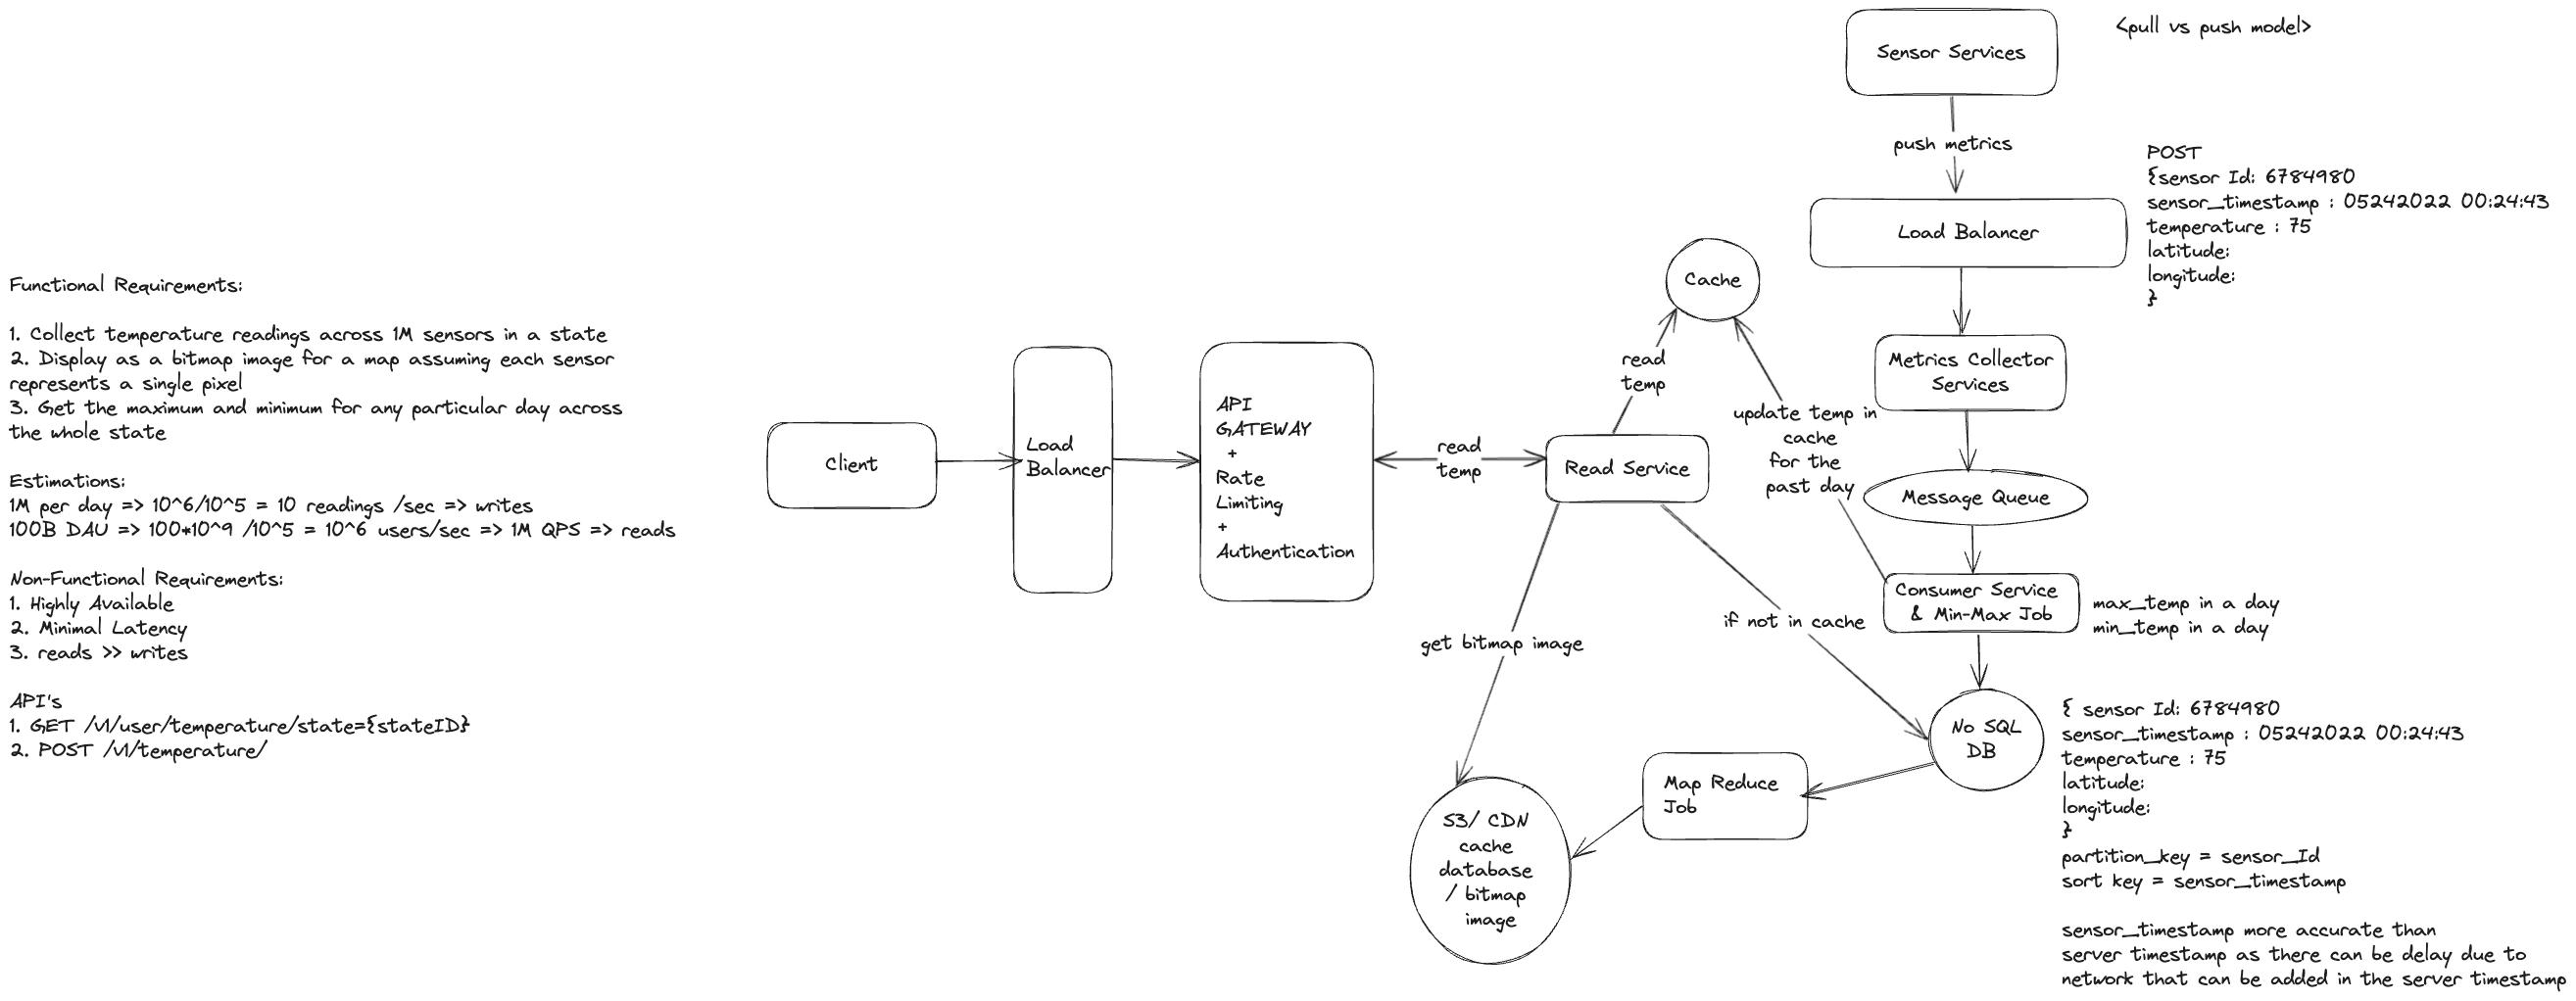 Functional Requirements:
1. Collect temperature readings across 1M sensors in a state
2. Display as a bitmap image for a map assuming each sensor
represents a single pixel
3. Get the maximum and minimum for any particular day across
the whole state
Estimations:
1M per day => 10^6/10^5 = 10 readings /sec => writes
100B DAU => 100*10^9 /10^5 = 10^6 users/sec => 1M QPS => reads
Non-Functional Requirements:
1. Highly Available
2. Minimal Latency
3. reads >> writes
API's
1. GET /v1/user/temperature/state={stateID}
2. POST /v1/temperature/
Client
Load
Balancer
API
GATEWAY
+
Rate
Limiting
+
Authentication
read
temp
Read Service
read
temp
Cache
update temp in
cache
for the
past day
get bitmap image
if not in cache
S3/ CDN
cache
database
/ bitmap
image
Map Reduce
Job
Sensor Services
<pull vs push model>
push metrics
Load Balancer
POST
{sensor Id: 6784980
sensor_timestamp : 05242022 00:24:43
temperature : 75
latitude:
longitude:
}
Metrics Collector
Services
Message Queue
Consumer Service
& Min-Max Job
max_temp in a day
min_temp in a day
No SQL
DB
{ sensor Id: 6784980
sensor_timestamp : 05242022 00:24:43
temperature : 75
latitude:
longitude:
}
partition_key = sensor_Id
sort key = sensor_timestamp
sensor_timestamp more accurate than
server timestamp as there can be delay due to
network that can be added in the server timestamp